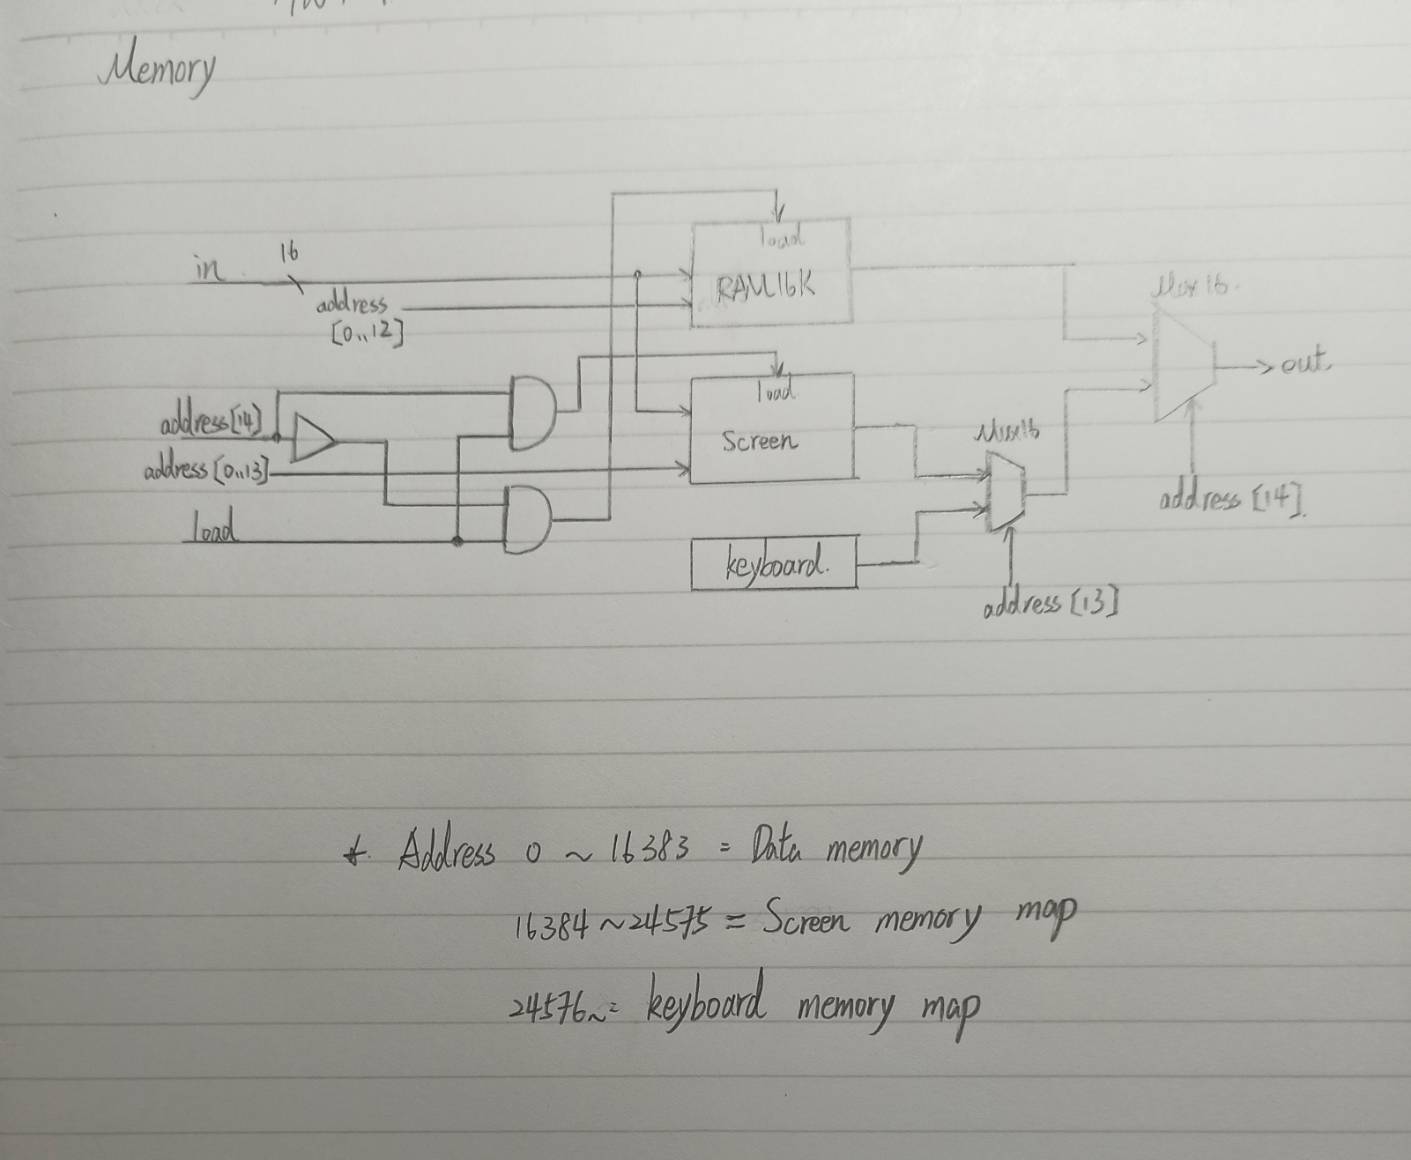 Memory
in
16
address
[0..12]
load
RAM16K
Mux16
out
address[14]
address[0..13]
load
load
Screen
Mux16
address [14]
keyboard
address [13]
* Address 0 ~ 16383 = Data memory
16384 ~ 24575 = Screen memory map
24576~ = keyboard memory map